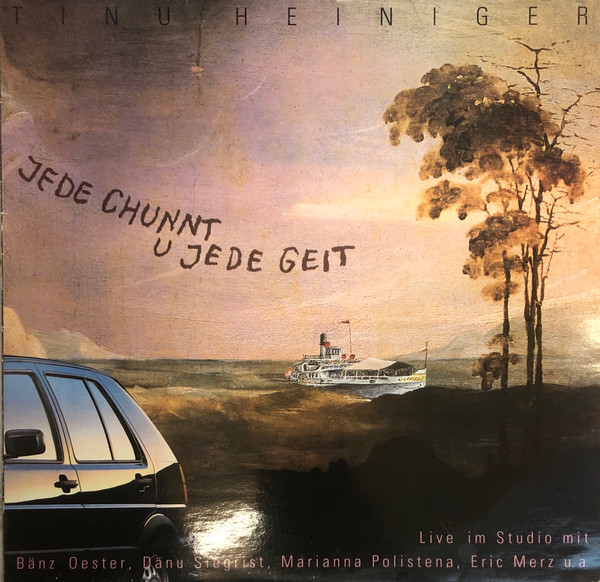 TINU HEINIGER
JEDE CHUNNT
U JEDE GEIT
Live im Studio mit
Bänz Oester, Dänu Siegrist, Marianna Polistena, Eric Merz u.a.